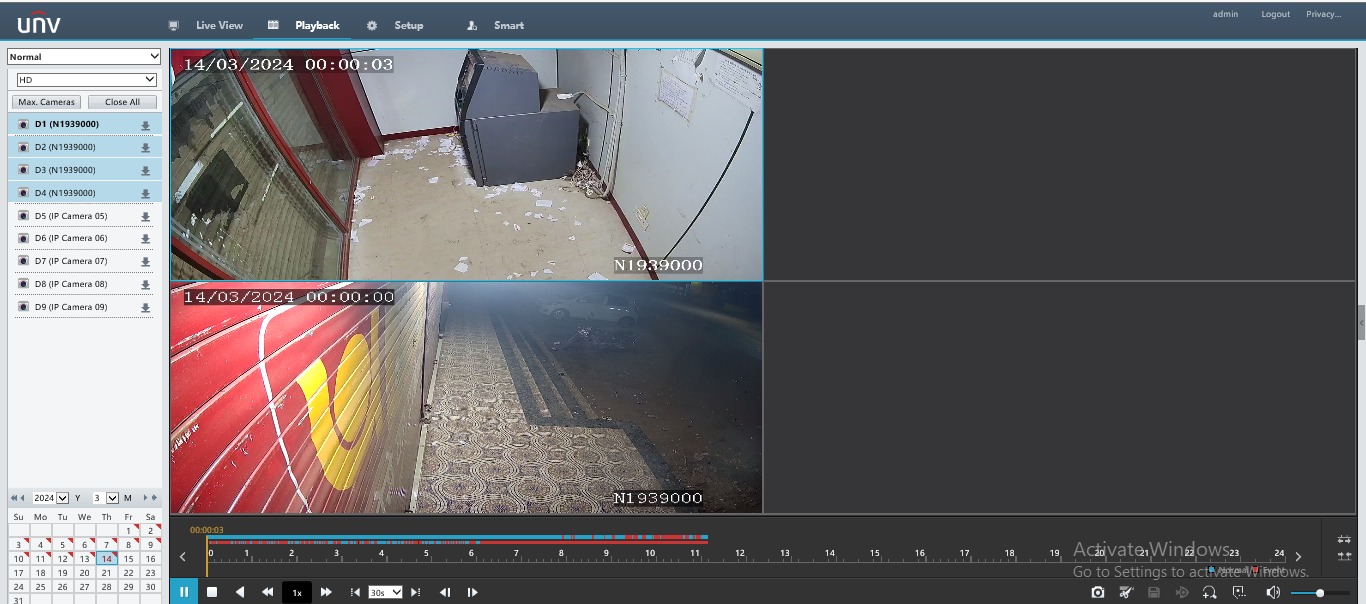 unv
Live View
Playback
Setup
Smart
admin
Logout
Privacy...
Normal
HD
Max. Cameras
Close All
D1 (N1939000)
D2 (N1939000)
D3 (N1939000)
D4 (N1939000)
D5 (IP Camera 05)
D6 (IP Camera 06)
D7 (IP Camera 07)
D8 (IP Camera 08)
D9 (IP Camera 09)
2024 Y 3 M
Su Mo Tu We Th Fr Sa
1 2
3 4 5 6 7 8 9
10 11 12 13 14 15 16
17 18 19 20 21 22 23
24 25 26 27 28 29 30
31
14/03/2024 00:00:03
N1939000
14/03/2024 00:00:00
N1939000
00:00:03
0 1 2 3 4 5 6 7 8 9 10 11 12 13 14 15 16 17 18 19 20 21 22 23 24
Activate Windows
Normal Event
Go to Settings to activate Windows.
1x
30s